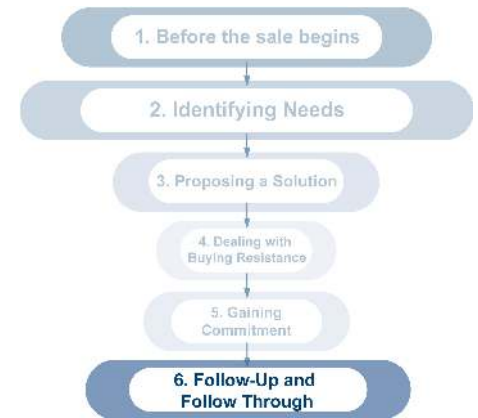 1. Before the sale begins
2. Identifying Needs
3. Proposing a Solution
4. Dealing with
Buying Resistance
5. Gaining
Commitment
6. Follow-Up and
Follow Through